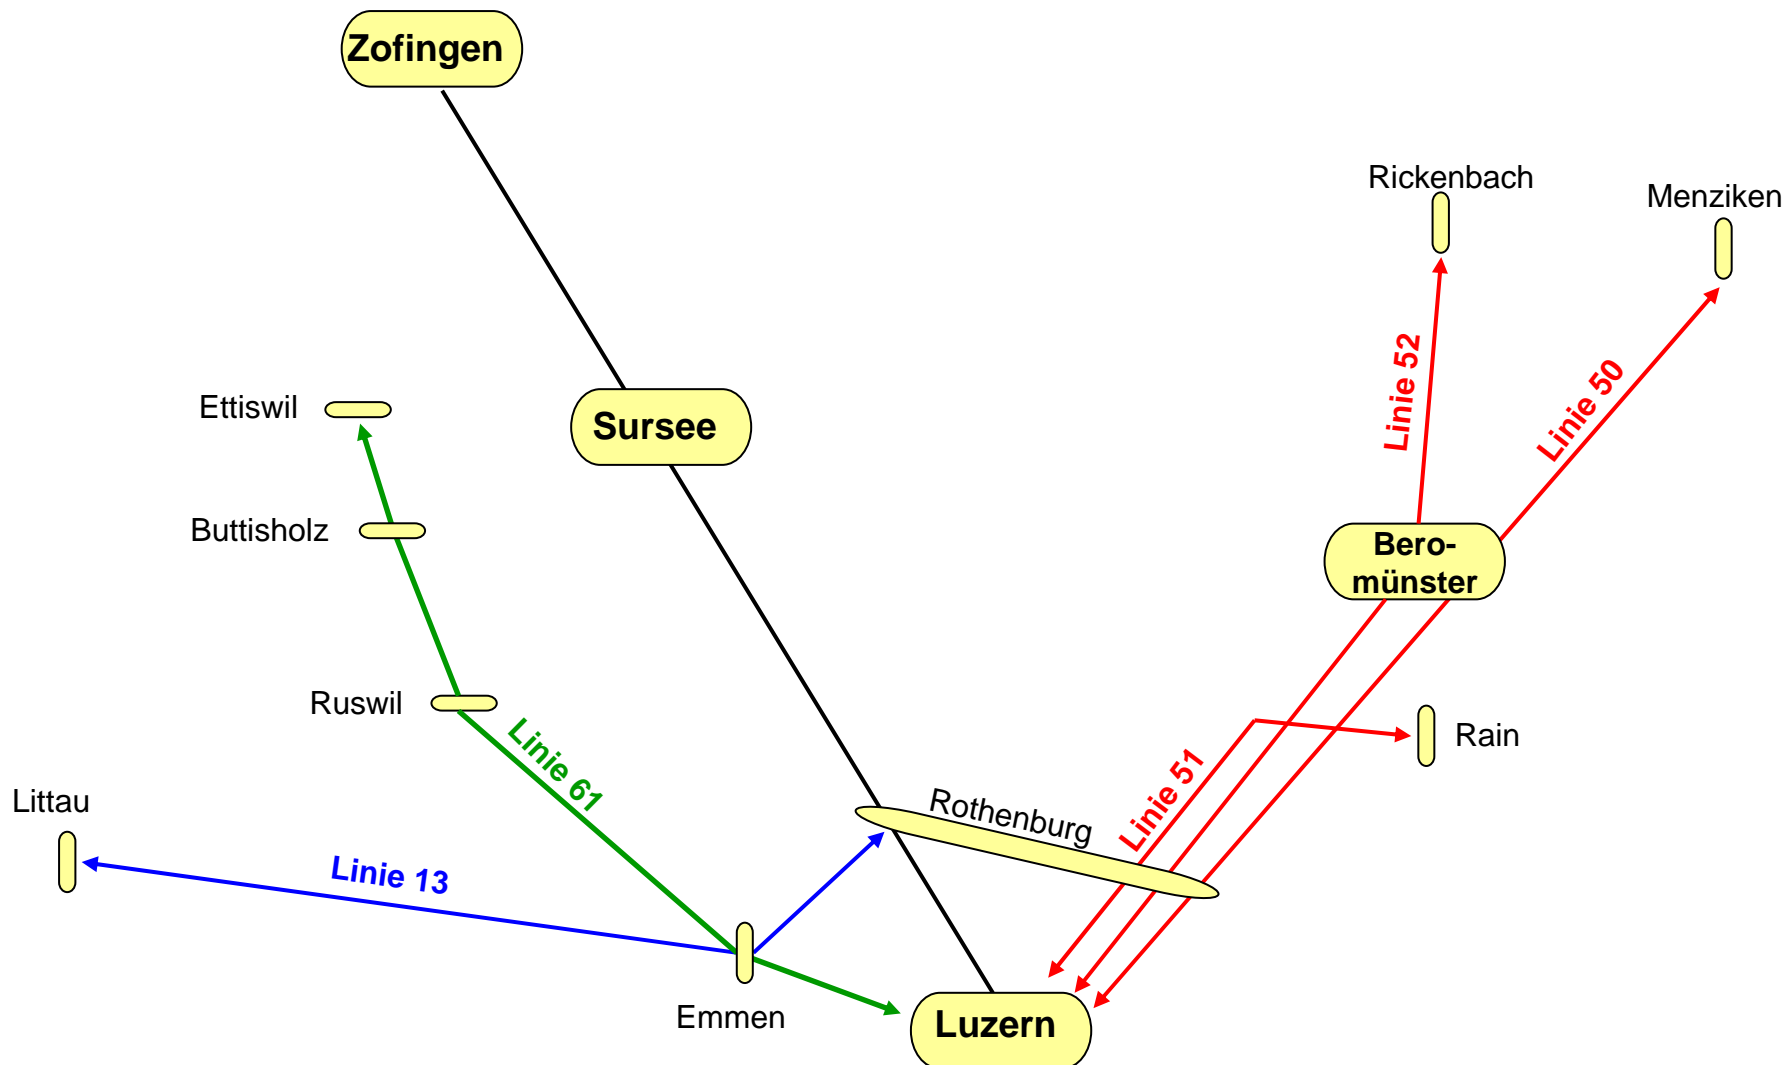 Zofingen
Rickenbach
Menziken
Linie 52
Linie 50
Ettiswil
Sursee
Buttisholz
Bero-
münster
Ruswil
Linie 61
Rain
Linie 51
Littau
Rothenburg
Linie 13
Emmen
Luzern